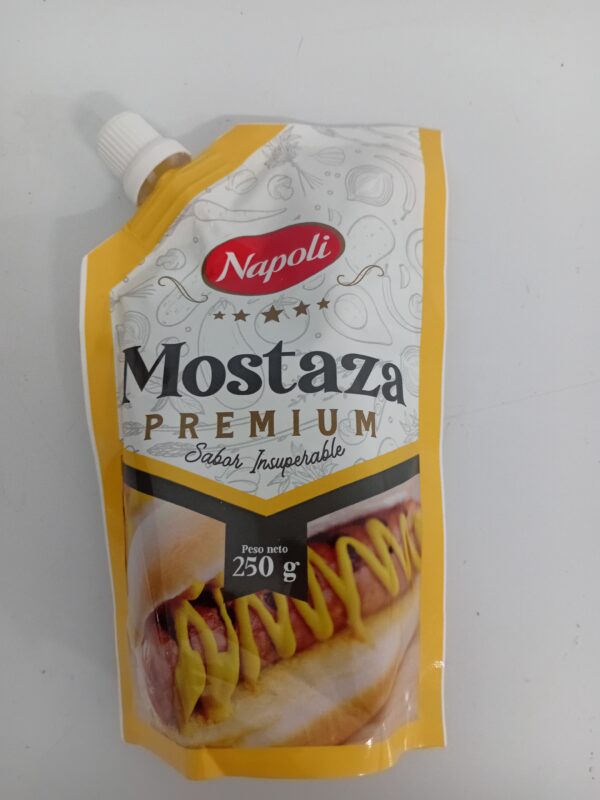 Napoli
Mostaza
PREMIUM
Sabor Insuperable
Peso neto
250 g